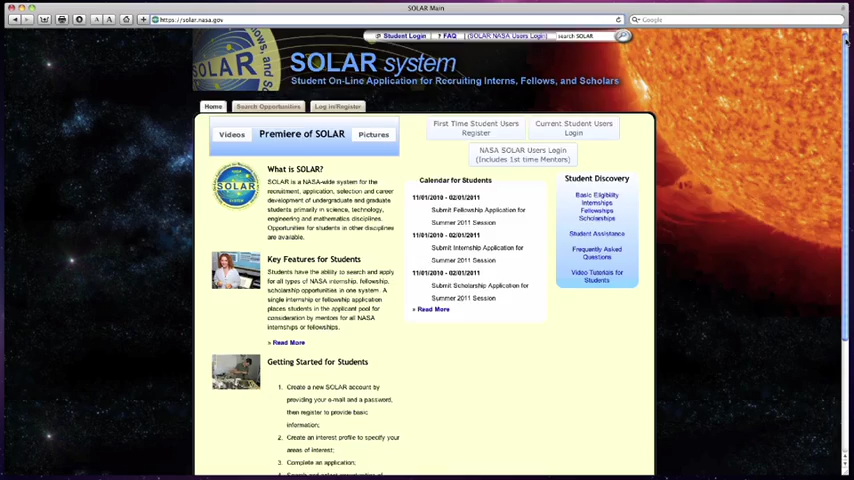 SOLAR Main
https://solar.nasa.gov
Google
Student Login
? FAQ
(SOLAR NASA Users Login)
search SOLAR
SOLAR
SOLAR system
Student On-Line Application for Recruiting Interns, Fellows, and Scholars
Home
Search Opportunities
Log in/Register
Videos
Premiere of SOLAR
Pictures
First Time Student Users
Register
Current Student Users
Login
NASA SOLAR Users Login
(Includes 1st time Mentors)
What is SOLAR?
SOLAR is a NASA-wide system for the
recruitment, application, selection and career
development of undergraduate and graduate
students primarily in science, technology,
engineering and mathematics disciplines.
Opportunities for students in other disciplines
are available.
SOLAR
Key Features for Students
Students have the ability to search and apply
for all types of NASA internship, fellowship,
scholarship opportunities in one system. A
single internship or fellowship application
places students in the applicant pool for
consideration by mentors for all NASA
internships or fellowships.
» Read More
Getting Started for Students
1. Create a new SOLAR account by
providing your e-mail and a password,
then register to provide basic
information;
2. Create an interest profile to specify your
areas of interest;
3. Complete an application;
Calendar for Students
11/01/2010 - 02/01/2011
Submit Fellowship Application for
Summer 2011 Session
11/01/2010 - 02/01/2011
Submit Internship Application for
Summer 2011 Session
11/01/2010 - 02/01/2011
Submit Scholarship Application for
Summer 2011 Session
» Read More
Student Discovery
Basic Eligibility
Internships
Fellowships
Scholarships
Student Assistance
Frequently Asked
Questions
Video Tutorials for
Students